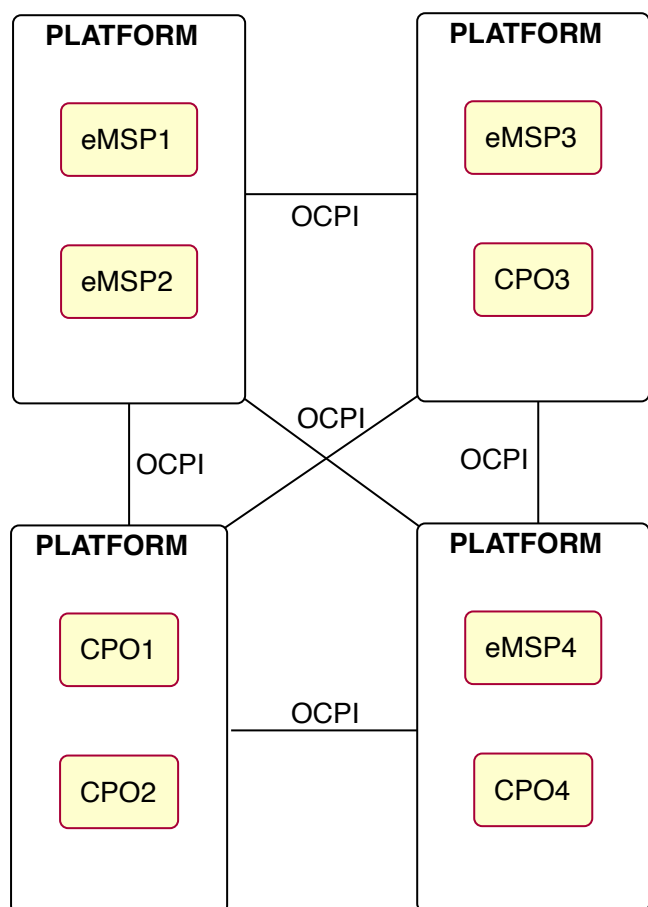 PLATFORM
eMSP1
eMSP2
PLATFORM
eMSP3
CPO3
OCPI
OCPI
OCPI
OCPI
PLATFORM
CPO1
CPO2
PLATFORM
eMSP4
CPO4
OCPI